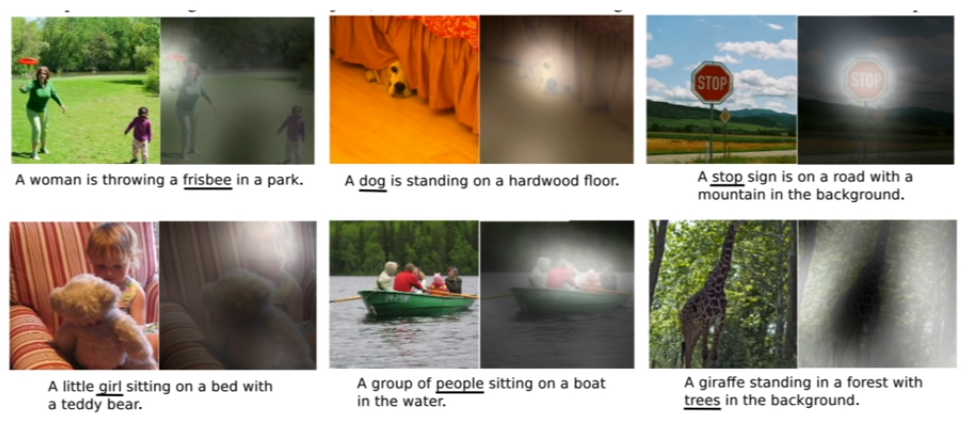 STOP
STOP
A woman is throwing a frisbee in a park.
A dog is standing on a hardwood floor.
A stop sign is on a road with a
mountain in the background.
A little girl sitting on a bed with
a teddy bear.
A group of people sitting on a boat
in the water.
A giraffe standing in a forest with
trees in the background.